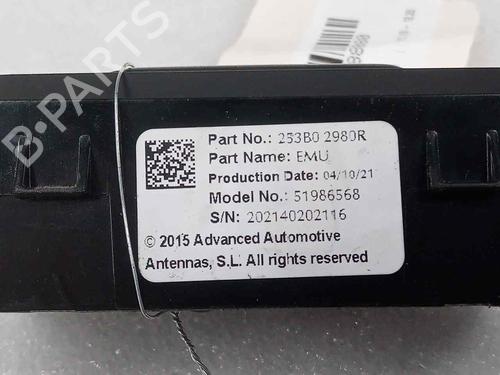 Part No.: 253B0 2980R
Part Name: EMU
Production Date: 04/10/21
Model No.: 51986568
S/N: 202140202116
© 2015 Advanced Automotive
Antennas, S.L. All rights reserved